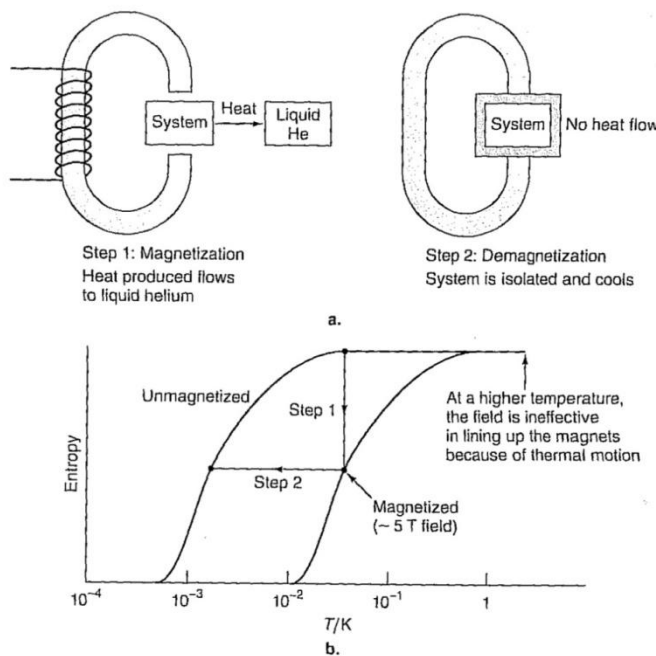 System
Heat
Liquid
He
System
No heat flow
Step 1: Magnetization
Heat produced flows
to liquid helium
Step 2: Demagnetization
System is isolated and cools
a.
Unmagnetized
Step 1
At a higher temperature,
the field is ineffective
in lining up the magnets
because of thermal motion
Step 2
Magnetized
(~ 5 T field)
Entropy
10⁻⁴
10⁻³
10⁻²
10⁻¹
1
T/K
b.